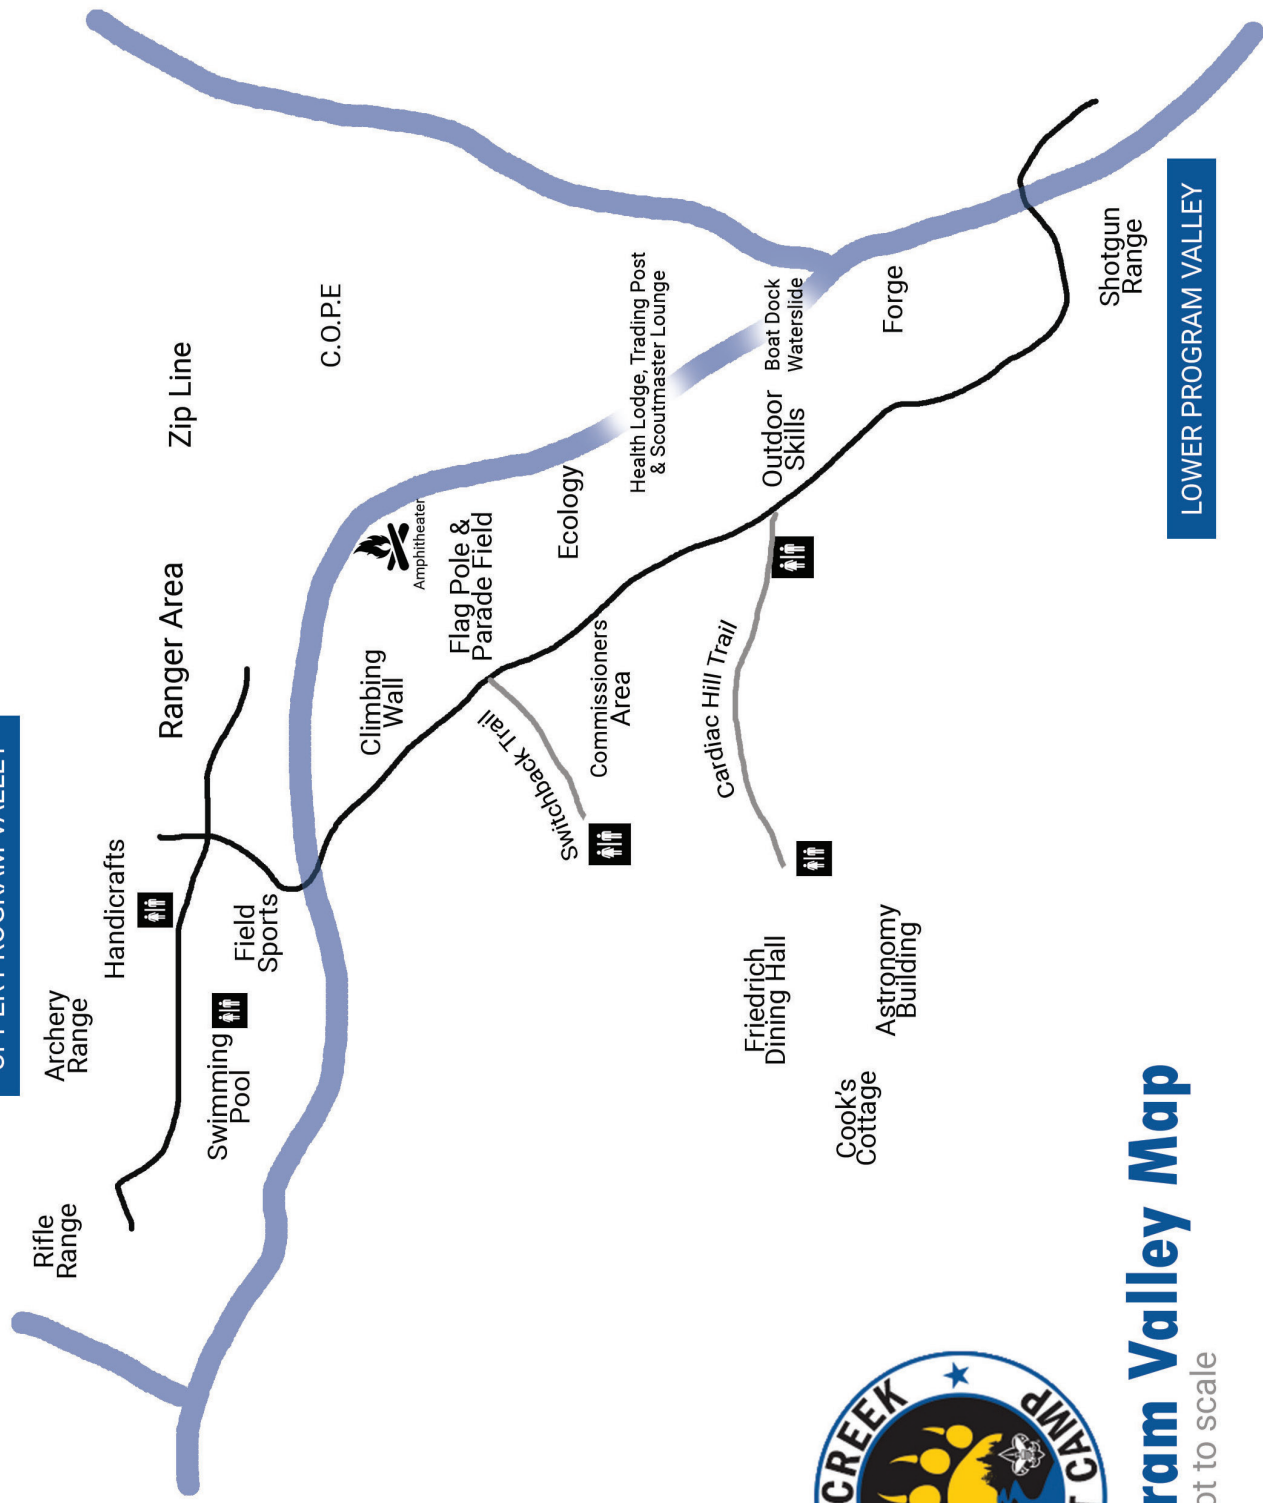 UPPER PROGRAM VALLEY
Rifle
Range
Archery
Range
Handicrafts
Swimming
Pool
Field
Sports
Ranger Area
Zip Line
C.O.P.E
Climbing
Wall
Amphitheater
Flag Pole &
Parade Field
Ecology
Switchback Trail
Commissioners
Area
Health Lodge, Trading Post
& Scoutmaster Lounge
Cardiac Hill Trail
Outdoor
Skills
Boat Dock
Waterslide
Forge
Friedrich
Dining Hall
Astronomy
Building
Cook's
Cottage
Shotgun
Range
LOWER PROGRAM VALLEY
CREEK
CAMP
Valley Map
to scale